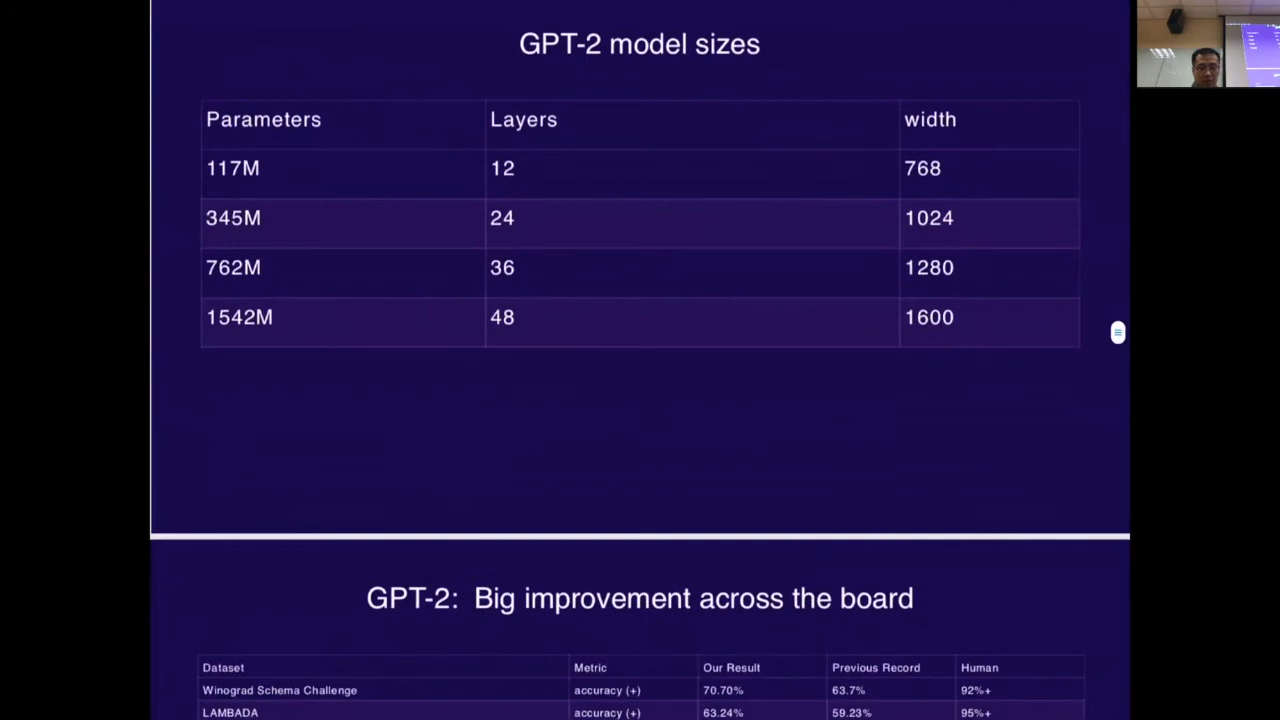 GPT-2 model sizes
Parameters Layers width
117M 12 768
345M 24 1024
762M 36 1280
1542M 48 1600
GPT-2: Big improvement across the board
Dataset Metric Our Result Previous Record Human
Winograd Schema Challenge accuracy (+) 70.70% 63.7% 92%+
LAMBADA accuracy (+) 63.24% 59.23% 95%+